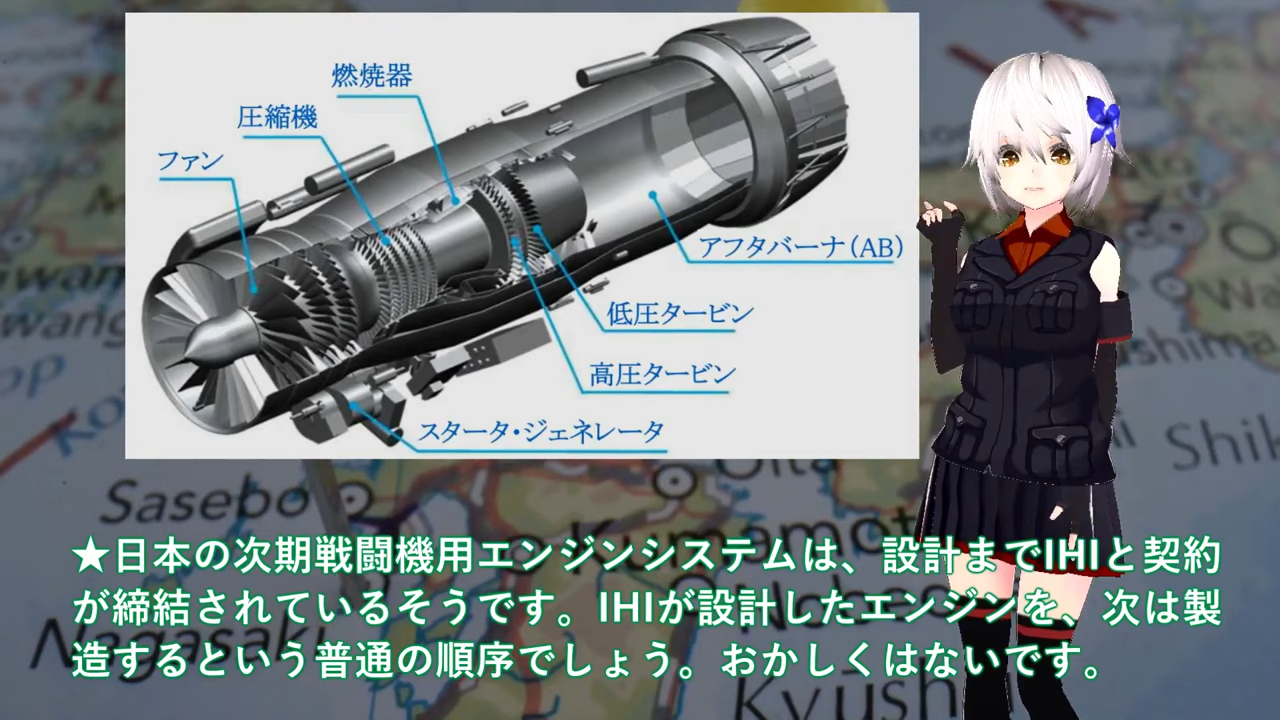 燃焼器
圧縮機
ファン
アフタバーナ(AB)
低圧タービン
高圧タービン
スタータ・ジェネレータ
Sasebo
Oita
Kumamot
Nagasaki
Kyush
Shik
★日本の次期戦闘機用エンジンシステムは、設計までIHIと契約
が締結されているそうです。IHIが設計したエンジンを、次は製
造するという普通の順序でしょう。おかしくはないです。